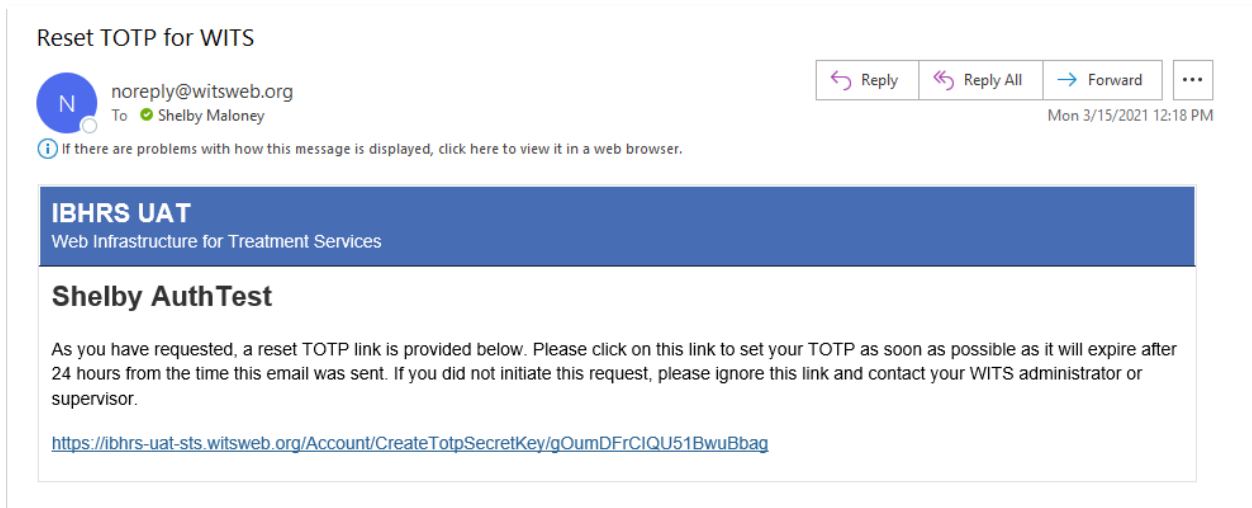 Reset TOTP for WITS
N
noreply@witsweb.org
To Shelby Maloney
Reply
Reply All
Forward
...
Mon 3/15/2021 12:18 PM
If there are problems with how this message is displayed, click here to view it in a web browser.
IBHRS UAT
Web Infrastructure for Treatment Services
Shelby AuthTest
As you have requested, a reset TOTP link is provided below. Please click on this link to set your TOTP as soon as possible as it will expire after
24 hours from the time this email was sent. If you did not initiate this request, please ignore this link and contact your WITS administrator or
supervisor.
https://ibhrs-uat-sts.witsweb.org/Account/CreateTotpSecretKey/gOumDFrCIQU51BwuBbag